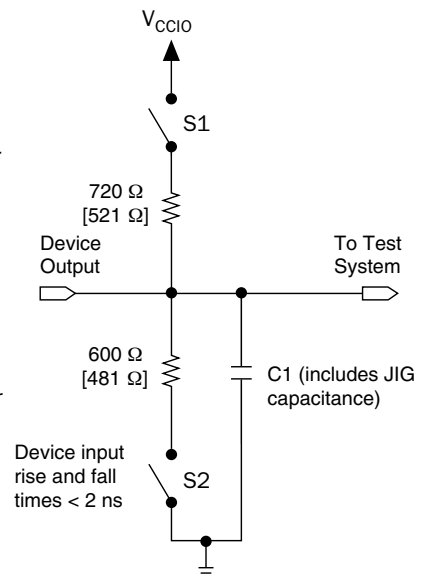 V_CCIO
S1
720 Ω
[521 Ω]
Device
Output
To Test
System
600 Ω
[481 Ω]
C1 (includes JIG
capacitance)
Device input
rise and fall
times < 2 ns
S2